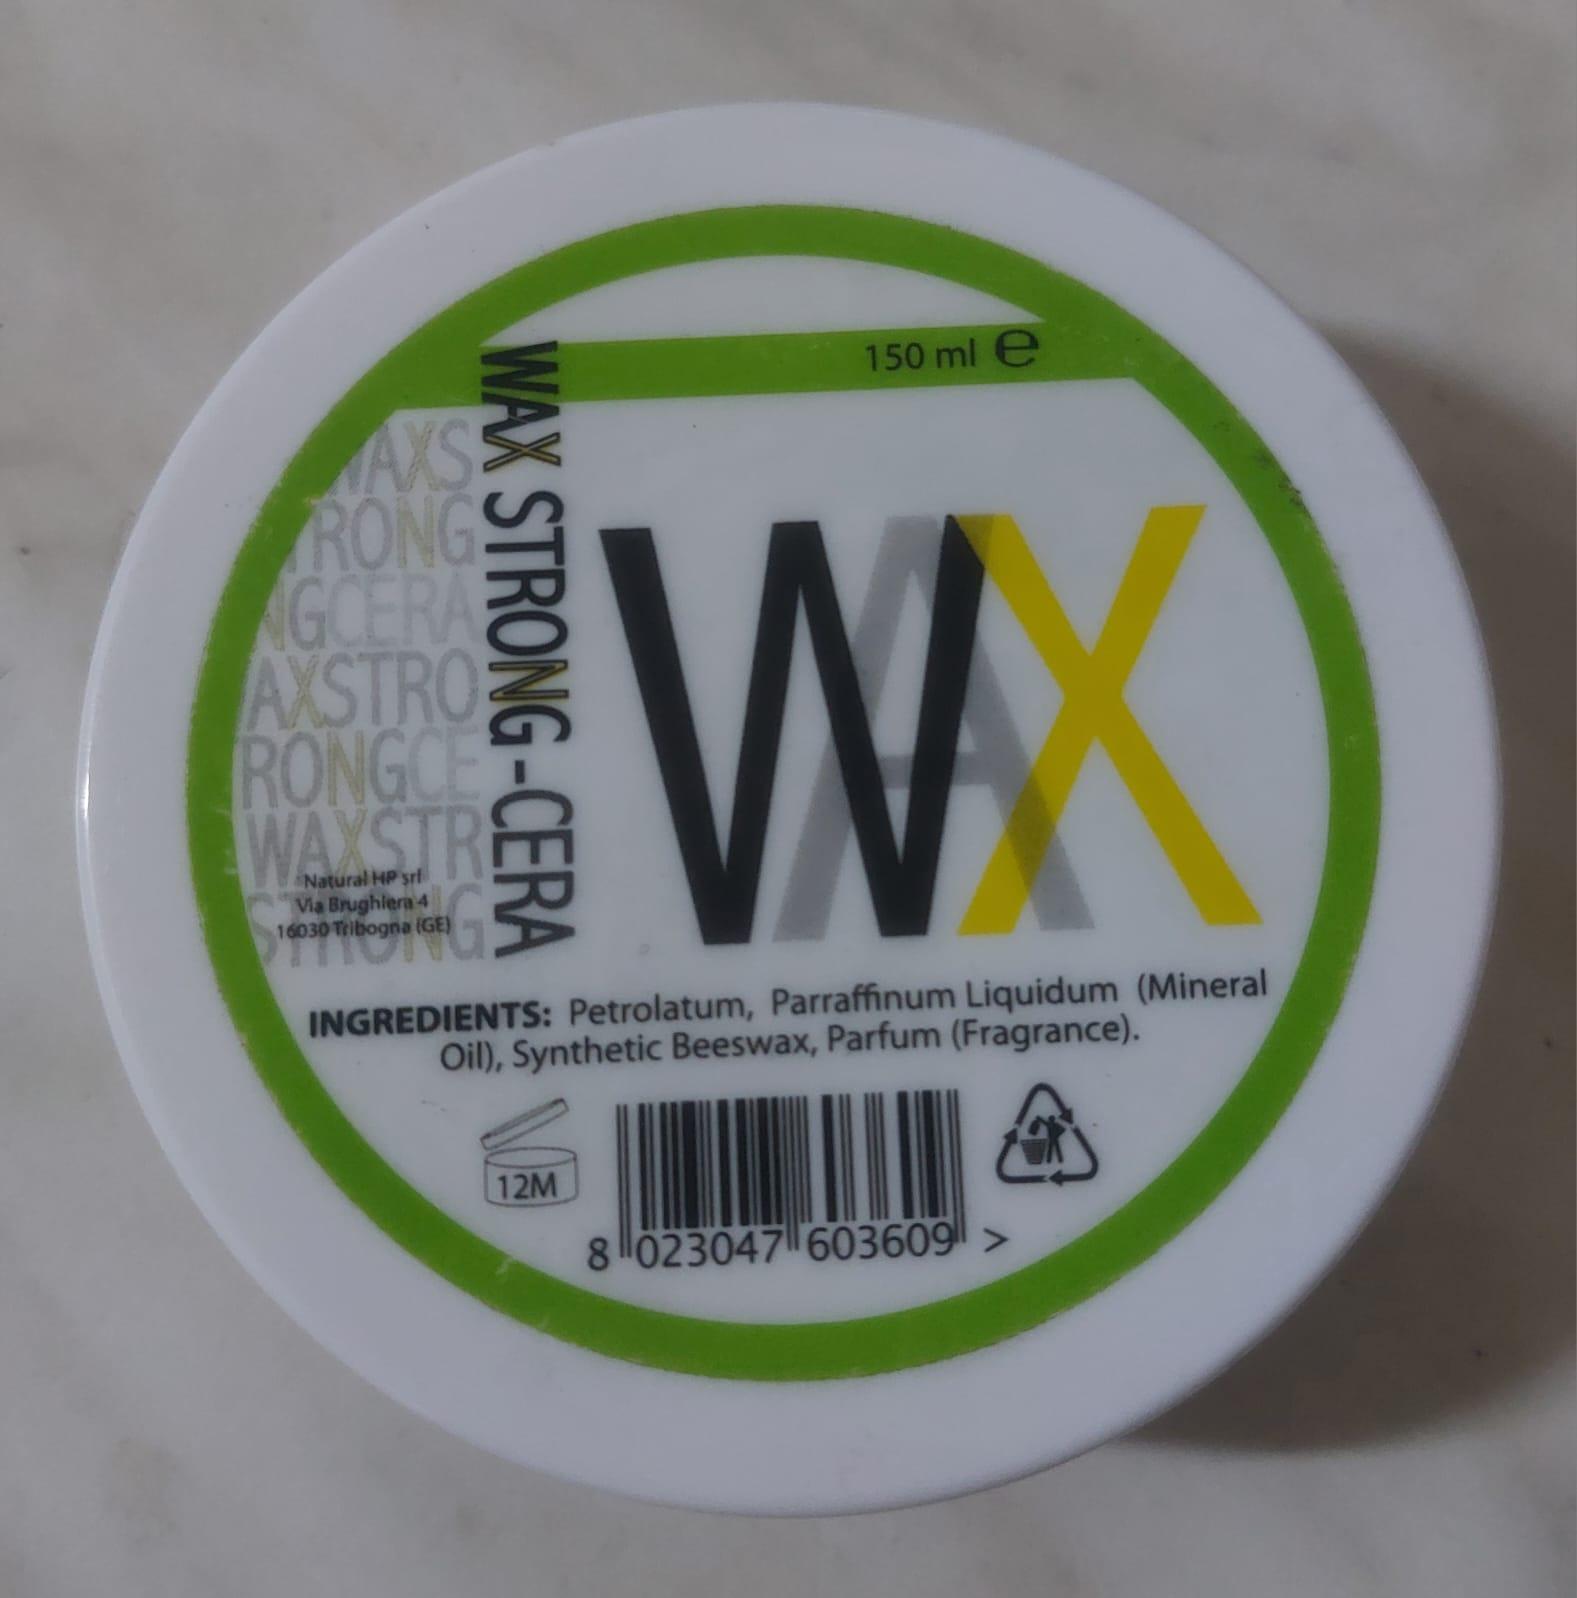 150 ml ℮
WAX STRONG-CERA
WAXS
TRONG
NGCERA
AXSTRO
RONGCE
WAXSTR
STRONG
WAX
Natural HP srl
Via Brughiera 4
16030 Tribogna (GE)
INGREDIENTS: Petrolatum, Parraffinum Liquidum (Mineral
Oil), Synthetic Beeswax, Parfum (Fragrance).
12M
8 023047 603609 >